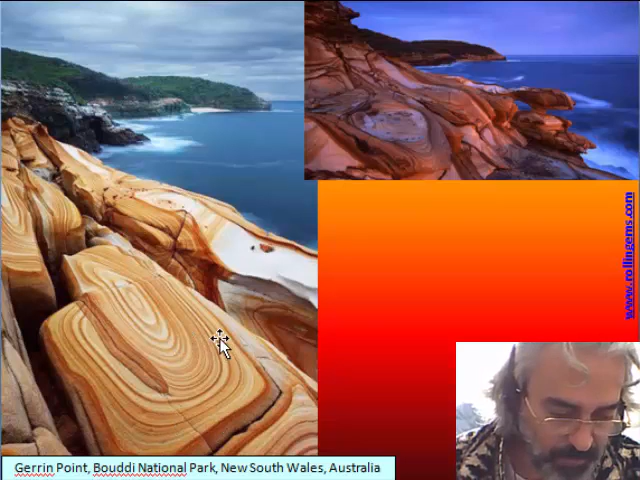 www.rollingems.com
Gerrin Point, Bouddi National Park, New South Wales, Australia